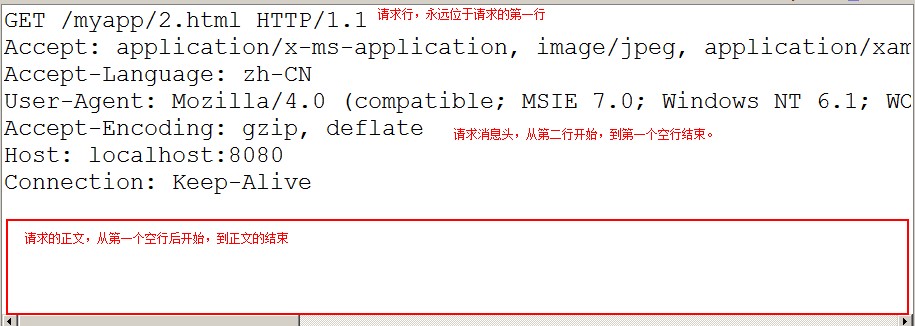 GET /myapp/2.html HTTP/1.1 请求行，永远位于请求的第一行
Accept: application/x-ms-application, image/jpeg, application/xam
Accept-Language: zh-CN
User-Agent: Mozilla/4.0 (compatible; MSIE 7.0; Windows NT 6.1; WO
Accept-Encoding: gzip, deflate 请求消息头，从第二行开始，到第一个空行结束。
Host: localhost:8080
Connection: Keep-Alive
请求的正文，从第一个空行后开始，到正文的结束